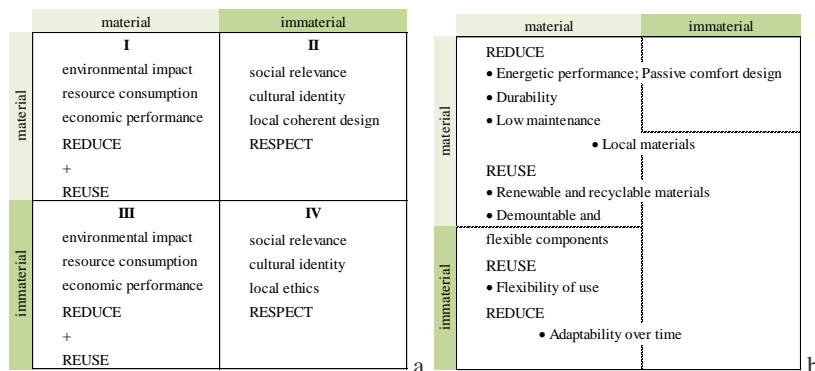 material
immaterial
material
I
environmental impact
resource consumption
economic performance
REDUCE
+
REUSE
II
social relevance
cultural identity
local coherent design
RESPECT
immaterial
III
environmental impact
resource consumption
economic performance
REDUCE
+
REUSE
IV
social relevance
cultural identity
local ethics
RESPECT
a
material
immaterial
material
REDUCE
• Energetic performance; Passive comfort design
• Durability
• Low maintenance
• Local materials
REUSE
• Renewable and recyclable materials
• Demountable and
immaterial
flexible components
REUSE
• Flexibility of use
REDUCE
• Adaptability over time
b